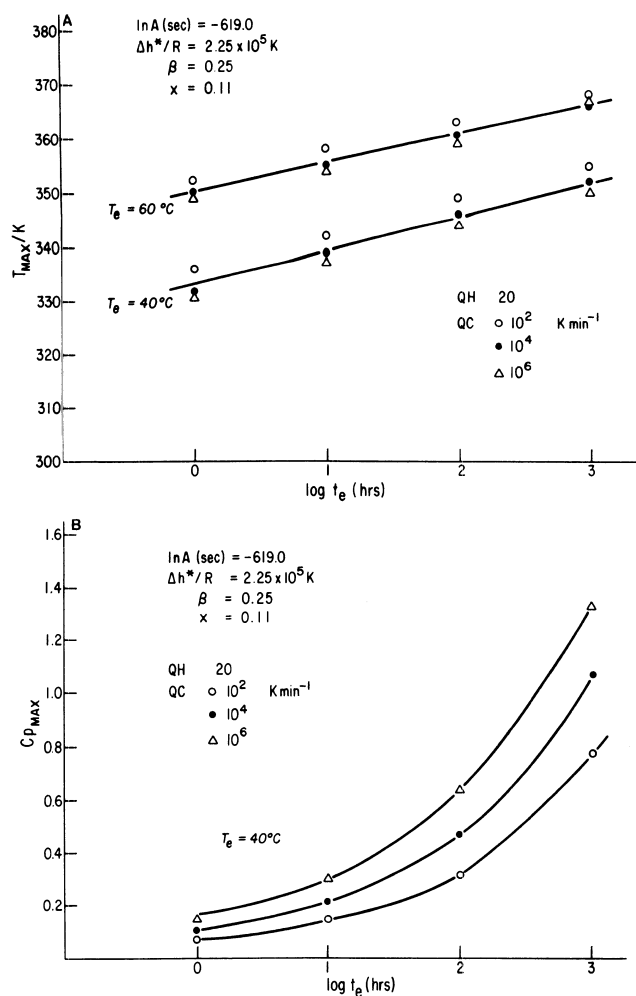 A
ln A (sec) = -619.0
Δh*/R = 2.25 x 10⁵ K
β = 0.25
x = 0.11
380
370
360
350
340
330
320
310
300
T_MAX/K
T_e = 60 °C
T_e = 40°C
QH 20
QC ○ 10² K min⁻¹
● 10⁴
△ 10⁶
0 1 2 3
log t_e (hrs)
B
ln A (sec) = -619.0
Δh*/R = 2.25 x 10⁵ K
β = 0.25
x = 0.11
QH 20
QC ○ 10² K min⁻¹
● 10⁴
△ 10⁶
1.6
1.4
1.2
1.0
0.8
0.6
0.4
0.2
Cp_MAX
T_e = 40°C
0 1 2 3
log t_e (hrs)